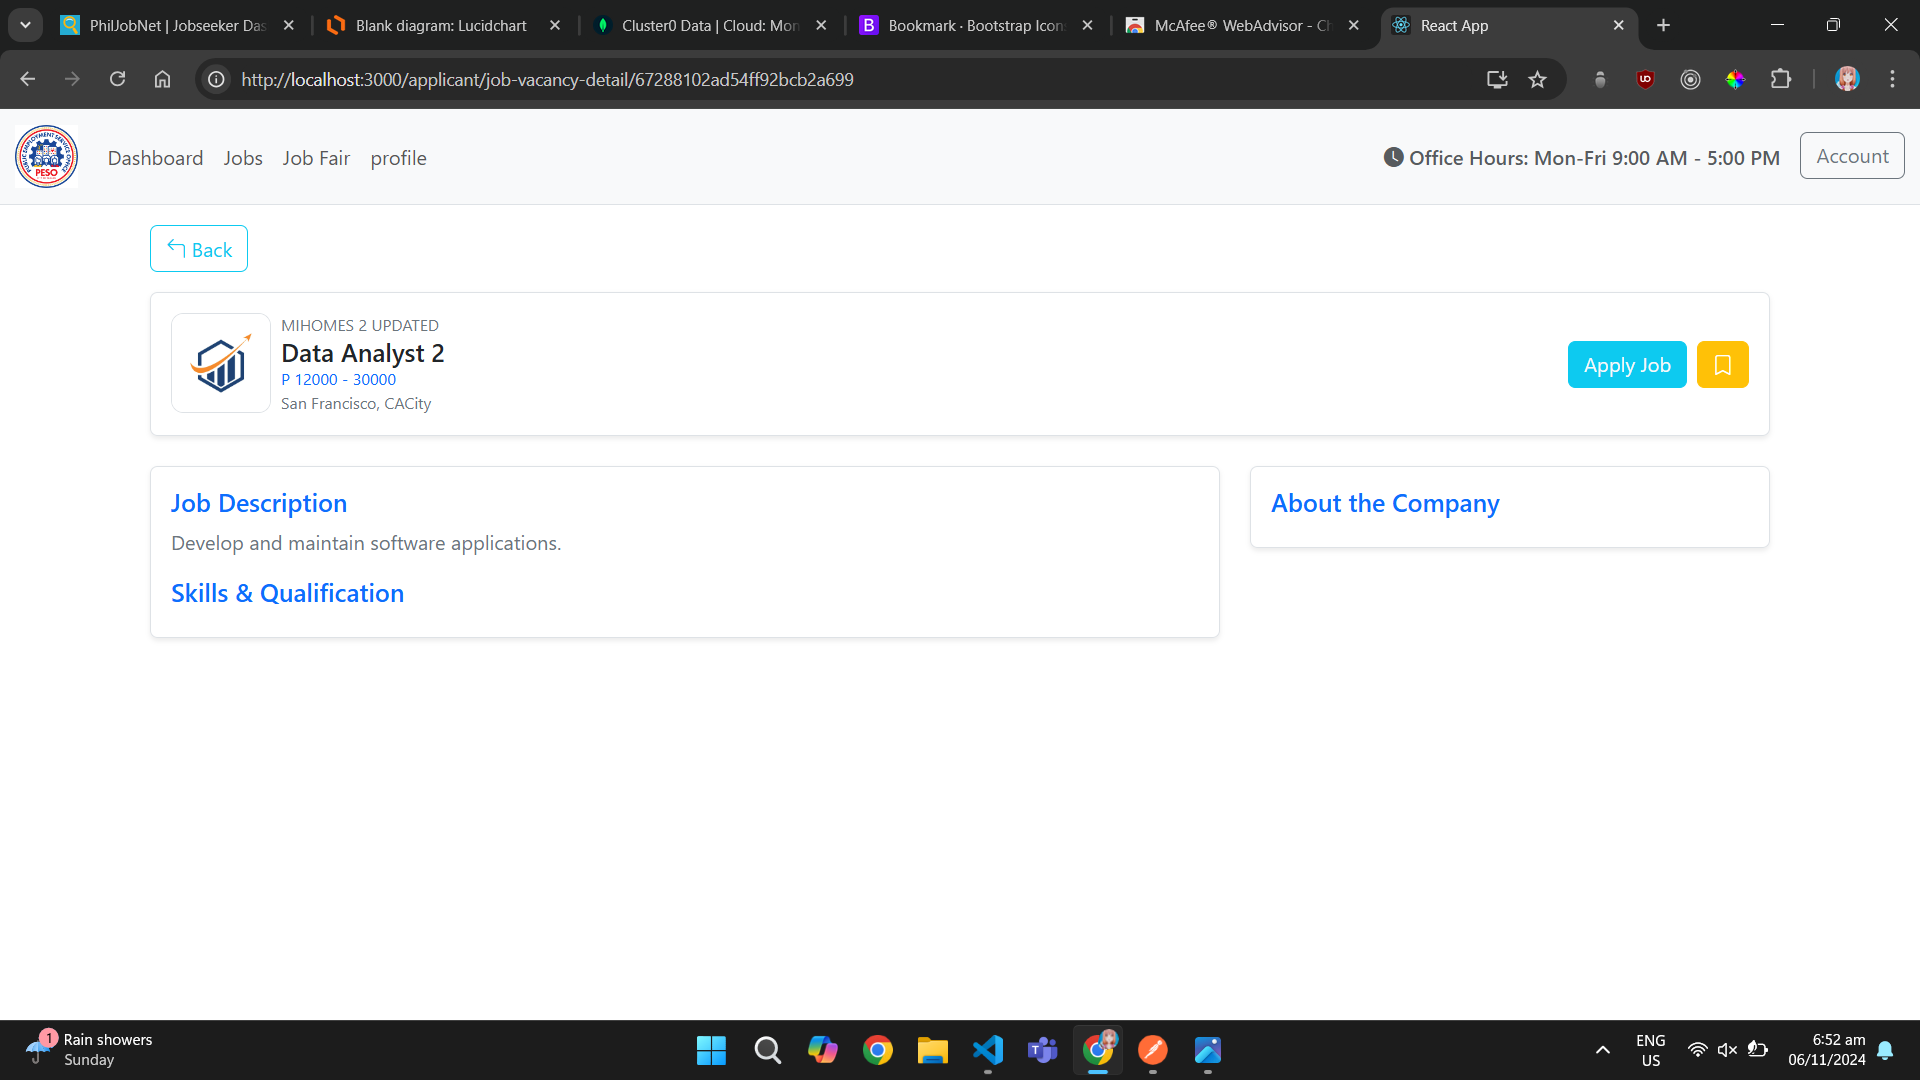 PhilJobNet | Jobseeker Das
Blank diagram: Lucidchart
Cluster0 Data | Cloud: Mon
Bookmark · Bootstrap Icon
McAfee® WebAdvisor - Ch
React App
http://localhost:3000/applicant/job-vacancy-detail/67288102ad54ff92bcb2a699
PUBLIC EMPLOYMENT SERVICE OFFICE
PESO
Dashboard
Jobs
Job Fair
profile
Office Hours: Mon-Fri 9:00 AM - 5:00 PM
Account
Back
MIHOMES 2 UPDATED
Data Analyst 2
P 12000 - 30000
San Francisco, CACity
Apply Job
Job Description
Develop and maintain software applications.
Skills & Qualification
About the Company
1
Rain showers
Sunday
ENG
US
6:52 am
06/11/2024